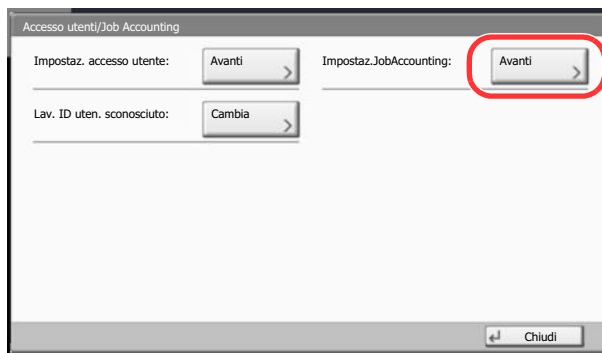 Accesso utenti/Job Accounting
Impostaz. accesso utente: Avanti Impostaz.JobAccounting: Avanti
Lav. ID uten. sconosciuto: Cambia
Chiudi